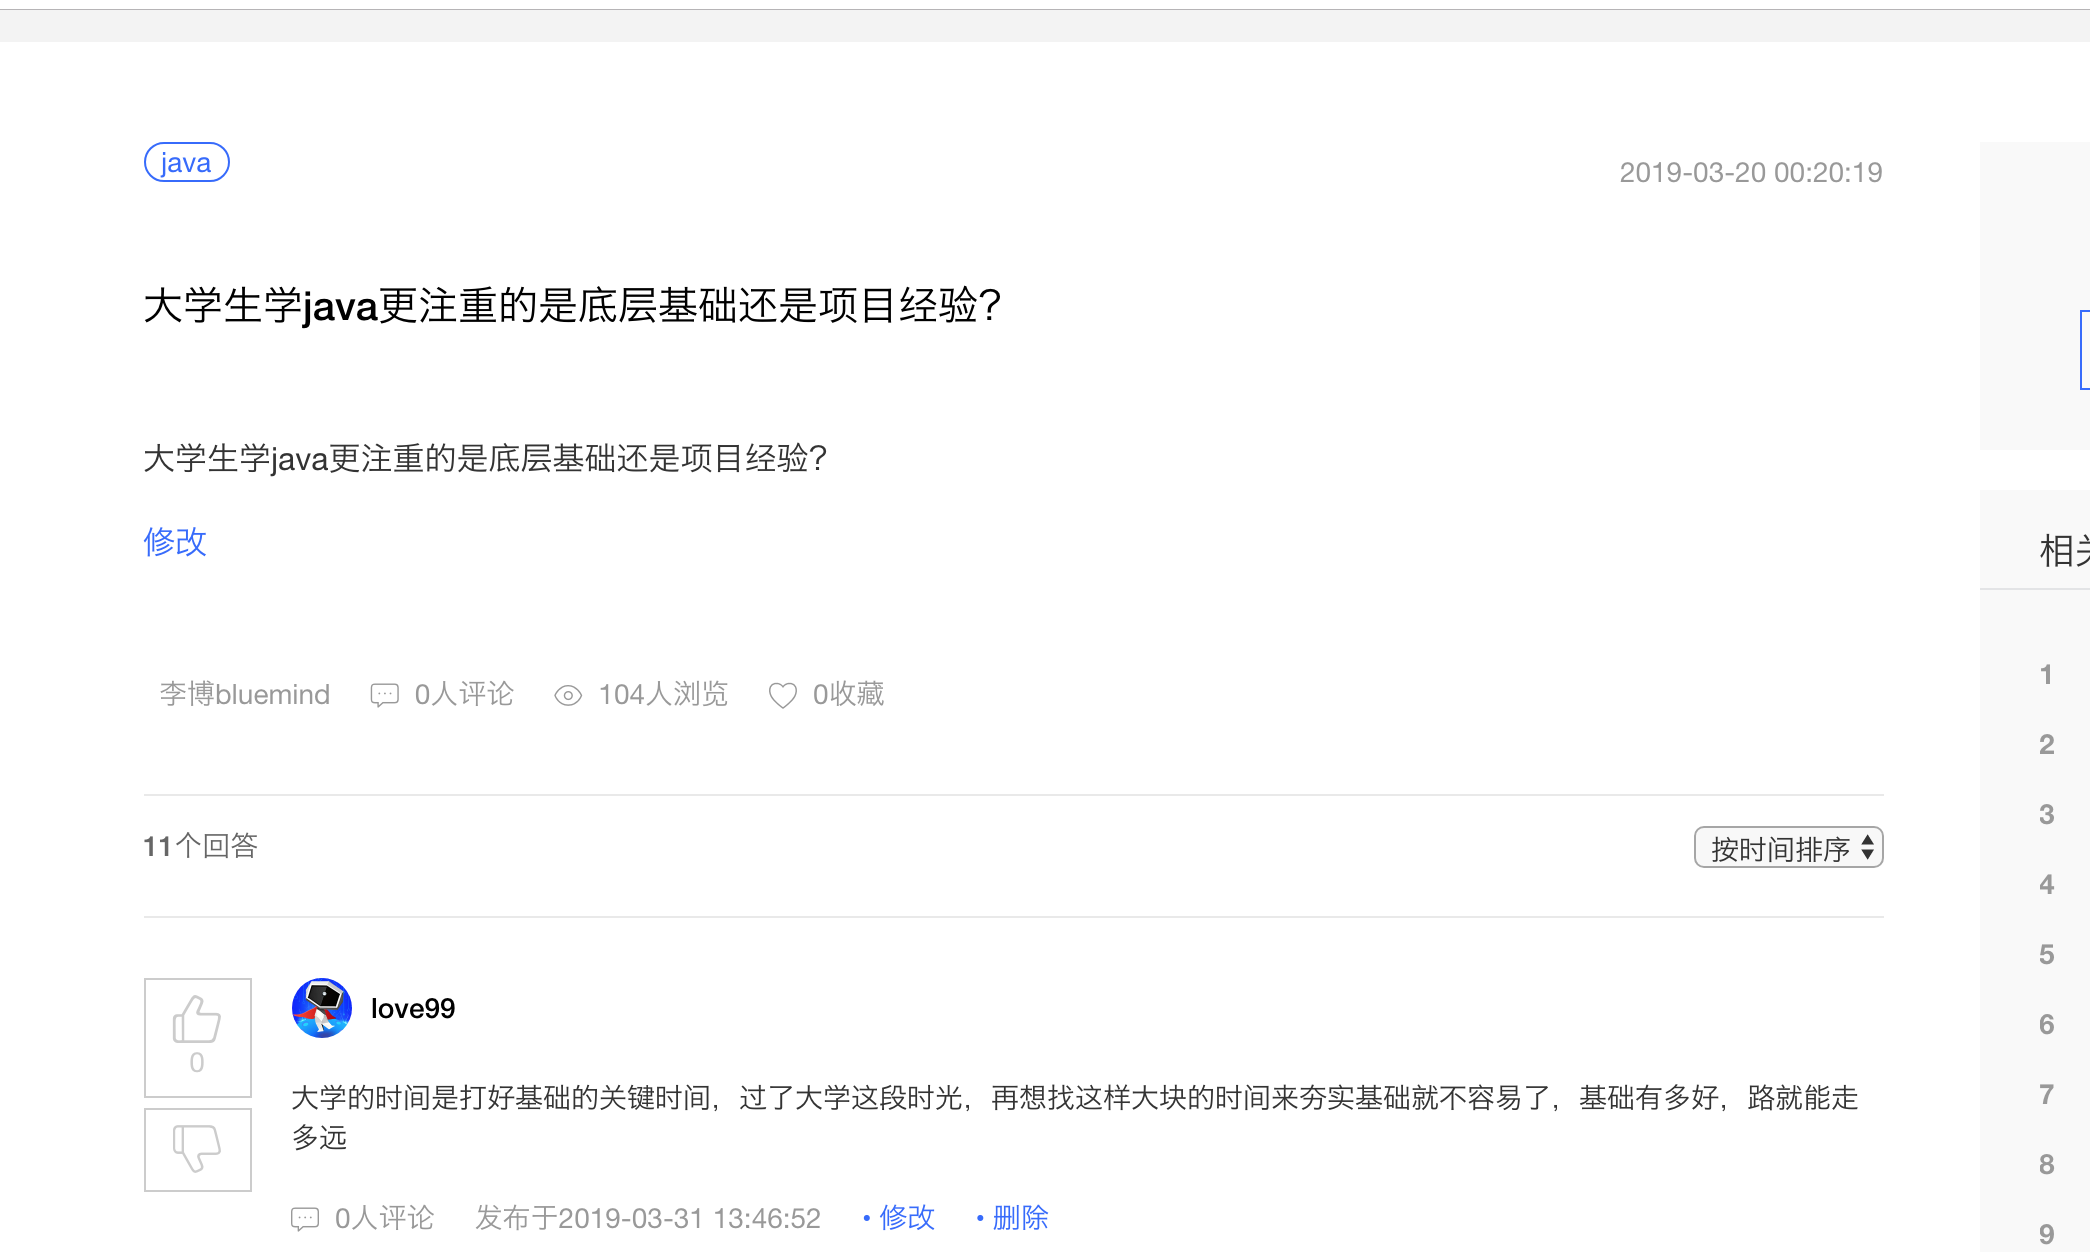 java
2019-03-20 00:20:19
大学生学java更注重的是底层基础还是项目经验？
大学生学java更注重的是底层基础还是项目经验？
修改
李博bluemind 0人评论 104人浏览 0收藏
11个回答
按时间排序
love99
0
大学的时间是打好基础的关键时间，过了大学这段时光，再想找这样大块的时间来夯实基础就不容易了，基础有多好，路就能走
多远
0人评论 发布于2019-03-31 13:46:52 • 修改 • 删除
相
1
2
3
4
5
6
7
8
9